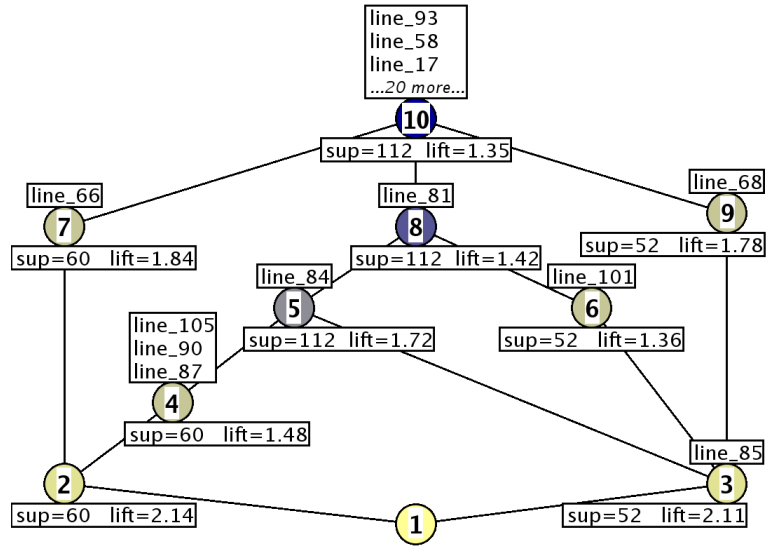 line_93
line_58
line_17
...20 more...
10
sup=112 lift=1.35
line_66
7
sup=60 lift=1.84
line_81
8
sup=112 lift=1.42
line_68
9
sup=52 lift=1.78
line_84
5
sup=112 lift=1.72
line_101
6
sup=52 lift=1.36
line_105
line_90
line_87
4
sup=60 lift=1.48
2
sup=60 lift=2.14
line_85
3
sup=52 lift=2.11
1